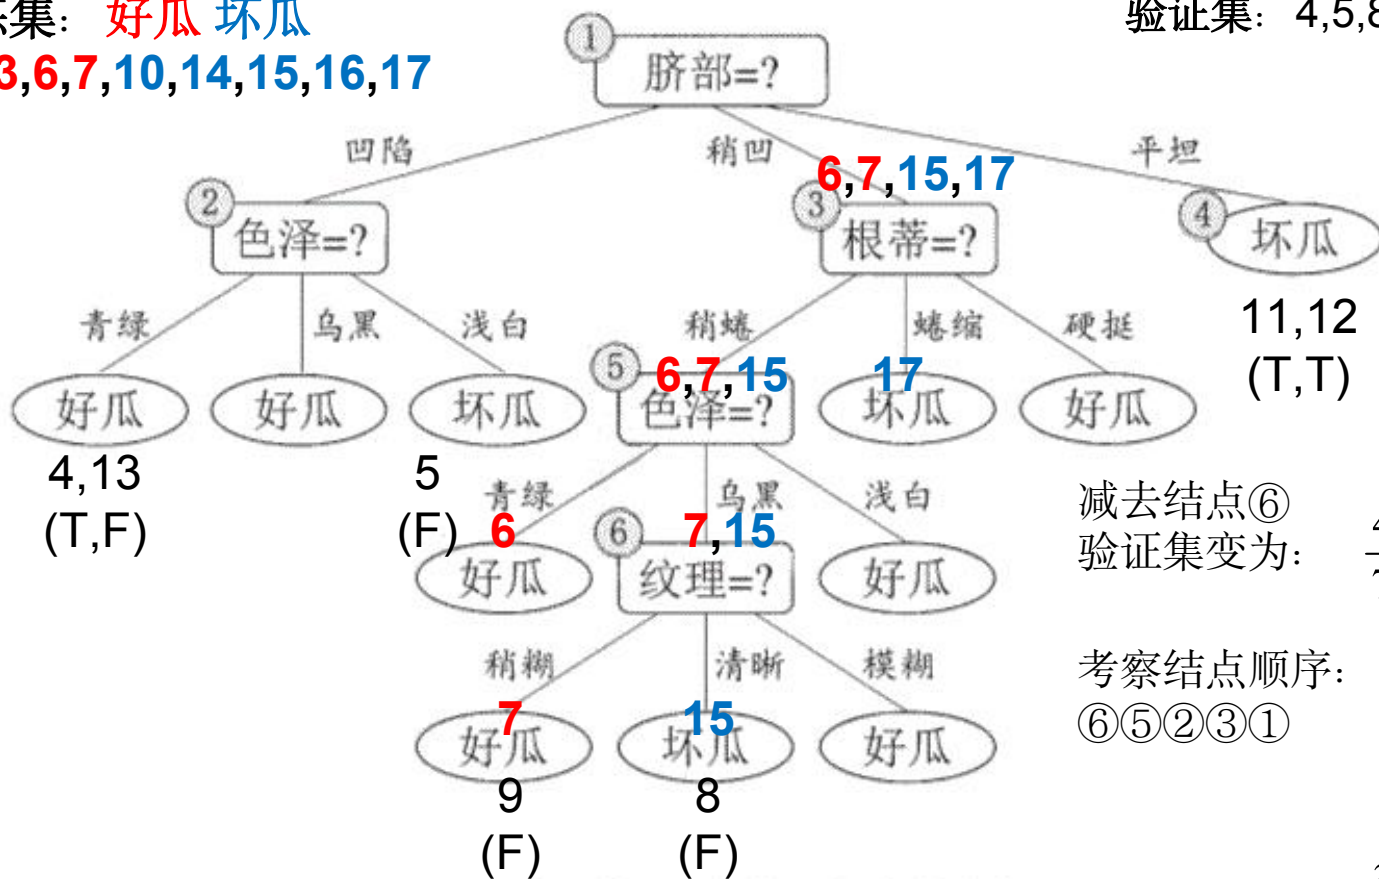 练集：好瓜 坏瓜
3,6,7,10,14,15,16,17
验证集：4,5,8
①
脐部=?
凹陷
稍凹
平坦
6,7,15,17
②
色泽=?
③
根蒂=?
④
坏瓜
青绿
乌黑
浅白
稍蜷
蜷缩
硬挺
11,12
(T,T)
好瓜
好瓜
坏瓜
⑤
6,7,15
色泽=?
17
坏瓜
好瓜
4,13
(T,F)
5
(F)
青绿
乌黑
浅白
6
好瓜
⑥
7,15
纹理=?
好瓜
减去结点⑥
验证集变为：
稍糊
清晰
模糊
考察结点顺序：
⑥⑤②③①
7
好瓜
15
坏瓜
好瓜
9
(F)
8
(F)